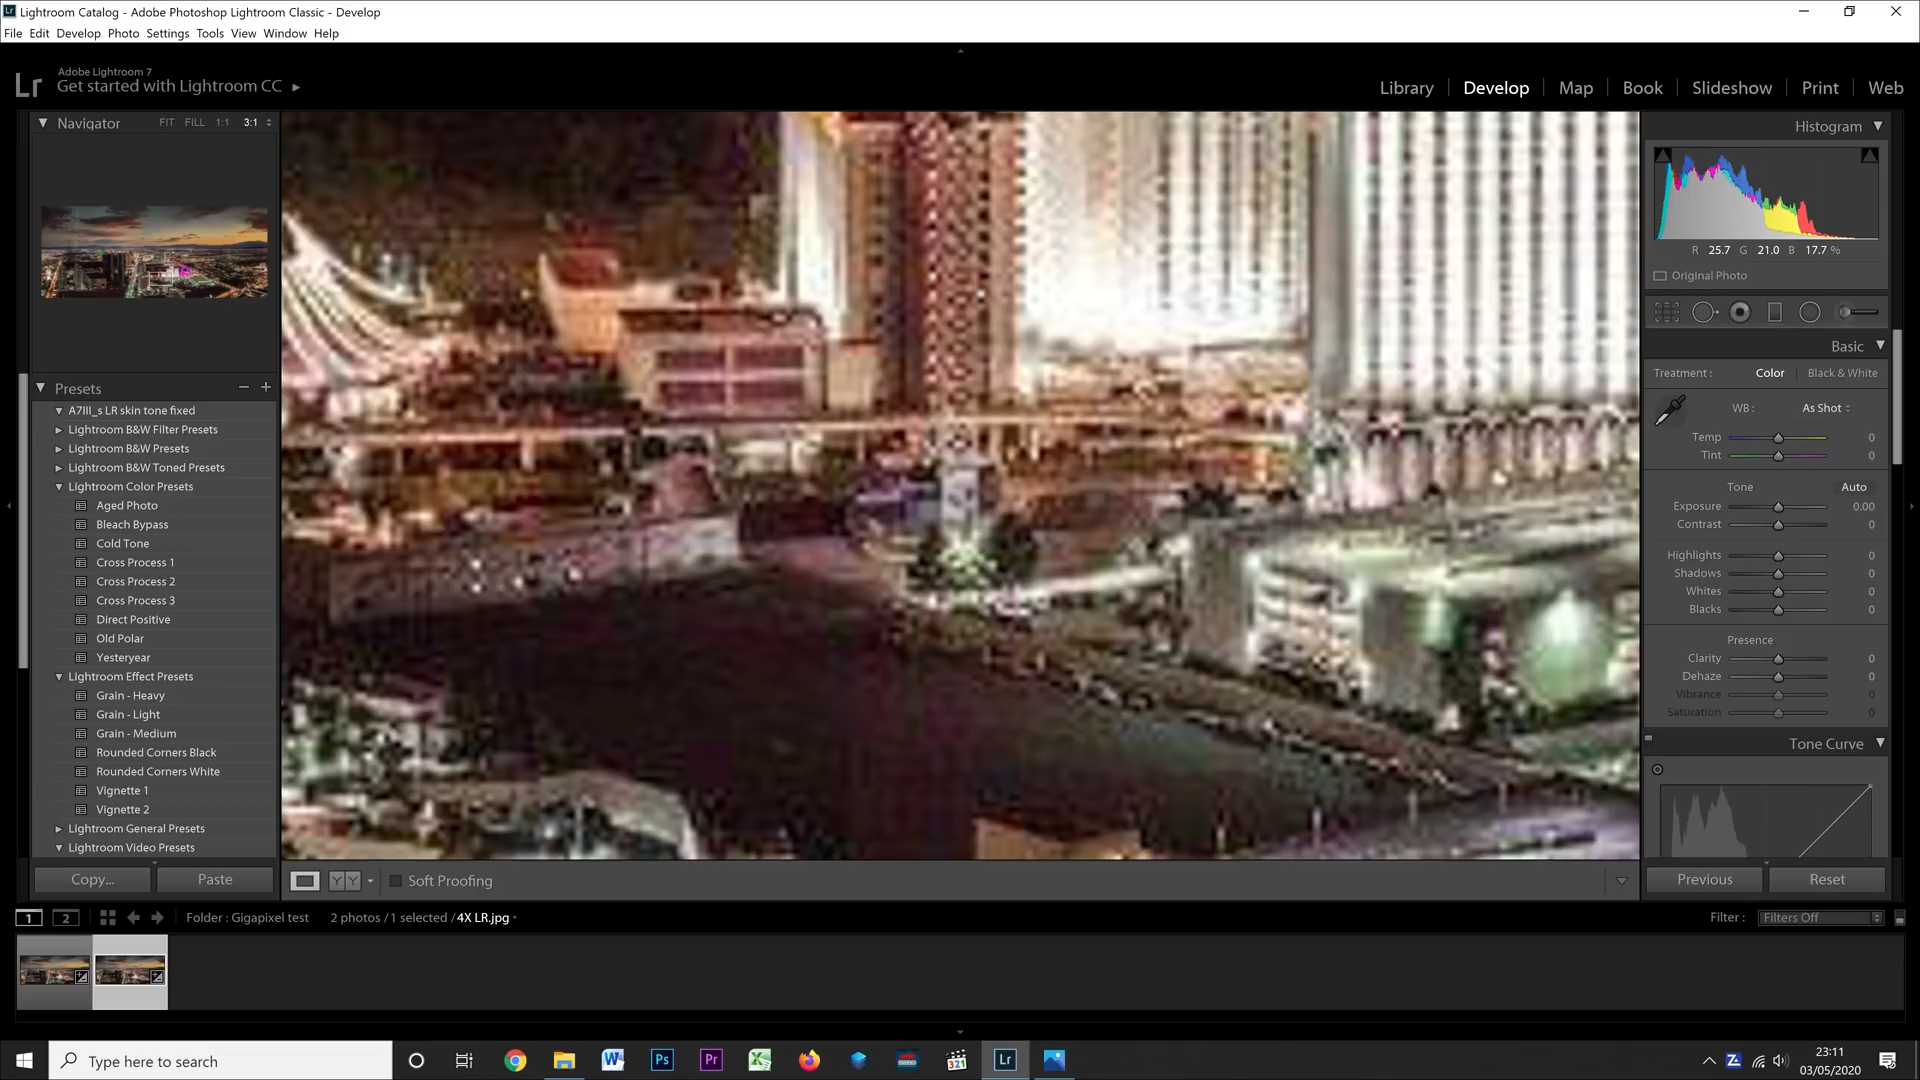 Lightroom Catalog - Adobe Photoshop Lightroom Classic - Develop
File Edit Develop Photo Settings Tools View Window Help
Lr
Adobe Lightroom 7
Get started with Lightroom CC
Library Develop Map Book Slideshow Print Web
Navigator FIT FILL 1:1 3:1
Presets
A7III_s LR skin tone fixed
Lightroom B&W Filter Presets
Lightroom B&W Presets
Lightroom B&W Toned Presets
Lightroom Color Presets
Aged Photo
Bleach Bypass
Cold Tone
Cross Process 1
Cross Process 2
Cross Process 3
Direct Positive
Old Polar
Yesteryear
Lightroom Effect Presets
Grain - Heavy
Grain - Light
Grain - Medium
Rounded Corners Black
Rounded Corners White
Vignette 1
Vignette 2
Lightroom General Presets
Lightroom Video Presets
Copy... Paste
Soft Proofing
Histogram
R 25.7 G 21.0 B 17.7 %
Original Photo
Basic
Treatment : Color Black & White
WB : As Shot
Temp 0
Tint 0
Tone Auto
Exposure 0.00
Contrast 0
Highlights 0
Shadows 0
Whites 0
Blacks 0
Presence
Clarity 0
Dehaze 0
Vibrance 0
Saturation 0
Tone Curve
Previous Reset
1 2 Folder : Gigapixel test 2 photos / 1 selected / 4X LR.jpg Filter : Filters Off
Type here to search
W Ps Pr X 321 Lr Z
23:11
03/05/2020